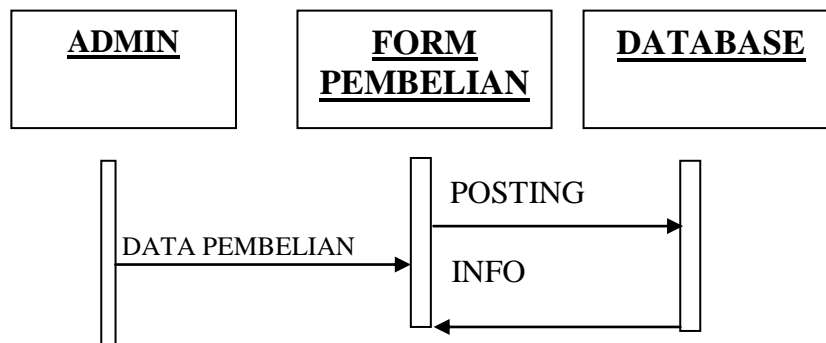 ADMIN
FORM
PEMBELIAN
DATABASE
POSTING
DATA PEMBELIAN
INFO